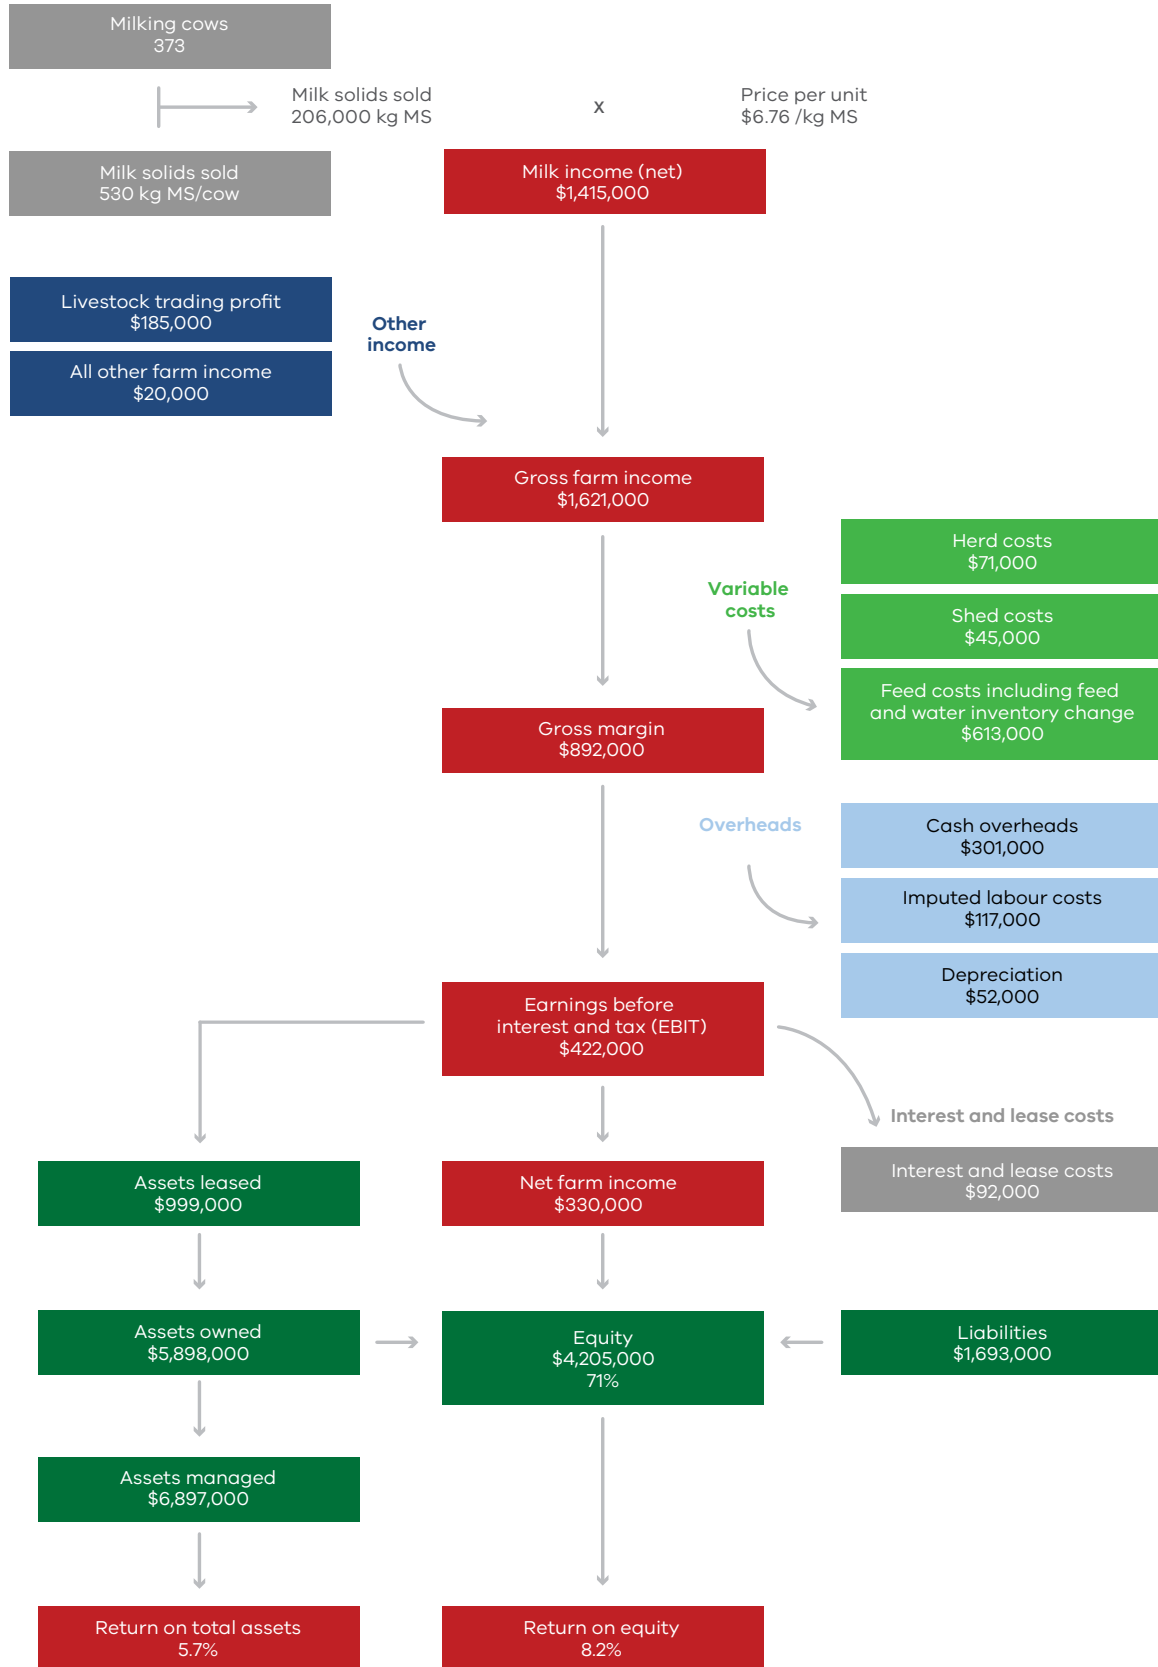 Milking cows
373
Milk solids sold
206,000 kg MS
x
Price per unit
$6.76 /kg MS
Milk solids sold
530 kg MS/cow
Milk income (net)
$1,415,000
Livestock trading profit
$185,000
All other farm income
$20,000
Other
income
Gross farm income
$1,621,000
Variable
costs
Herd costs
$71,000
Shed costs
$45,000
Feed costs including feed
and water inventory change
$613,000
Gross margin
$892,000
Overheads
Cash overheads
$301,000
Imputed labour costs
$117,000
Depreciation
$52,000
Earnings before
interest and tax (EBIT)
$422,000
Interest and lease costs
Interest and lease costs
$92,000
Assets leased
$999,000
Net farm income
$330,000
Assets owned
$5,898,000
Equity
$4,205,000
71%
Liabilities
$1,693,000
Assets managed
$6,897,000
Return on total assets
5.7%
Return on equity
8.2%